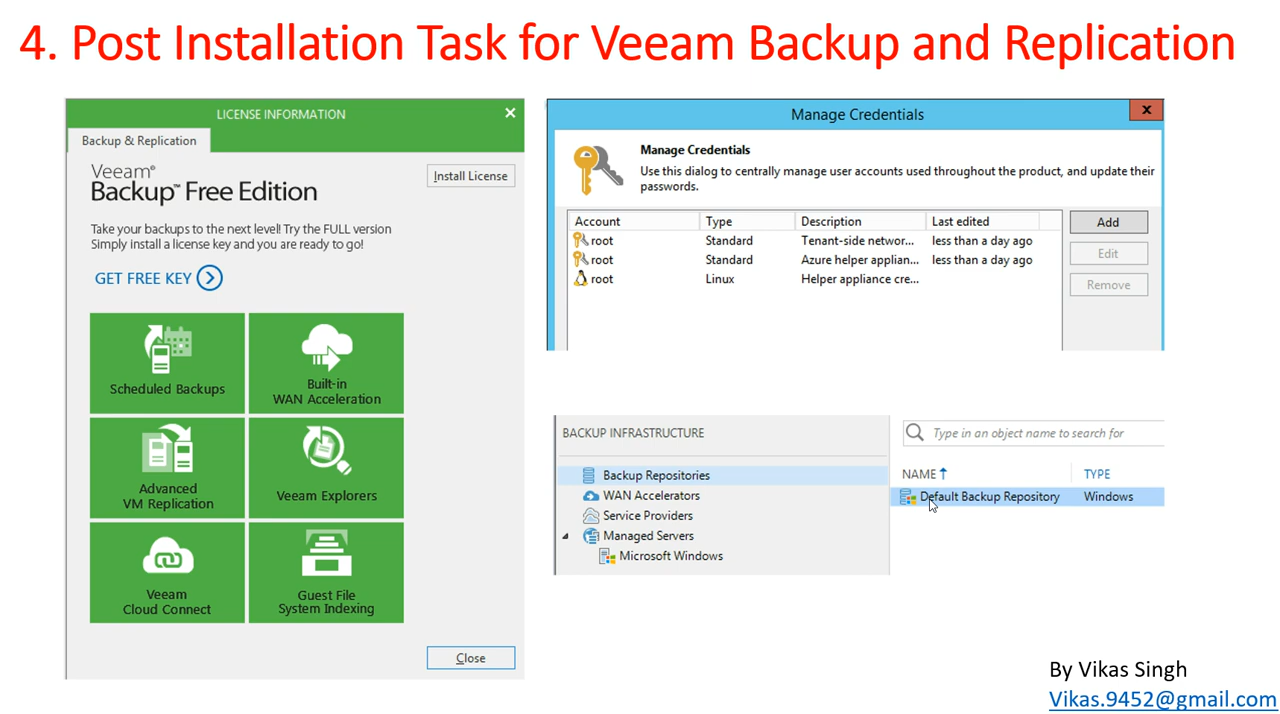 4. Post Installation Task for Veeam Backup and Replication
LICENSE INFORMATION
Backup & Replication
Veeam®
Backup™ Free Edition
Install License
Take your backups to the next level! Try the FULL version
Simply install a license key and you are ready to go!
GET FREE KEY
Scheduled Backups
Built-in
WAN Acceleration
Advanced
VM Replication
Veeam Explorers
Veeam
Cloud Connect
Guest File
System Indexing
Close
Manage Credentials
Manage Credentials
Use this dialog to centrally manage user accounts used throughout the product, and update their
passwords.
Account Type Description Last edited
root Standard Tenant-side networ... less than a day ago
root Standard Azure helper applian... less than a day ago
root Linux Helper appliance cre...
Add
Edit
Remove
BACKUP INFRASTRUCTURE
Backup Repositories
WAN Accelerators
Service Providers
Managed Servers
Microsoft Windows
Type in an object name to search for
NAME TYPE
Default Backup Repository Windows
By Vikas Singh
Vikas.9452@gmail.com